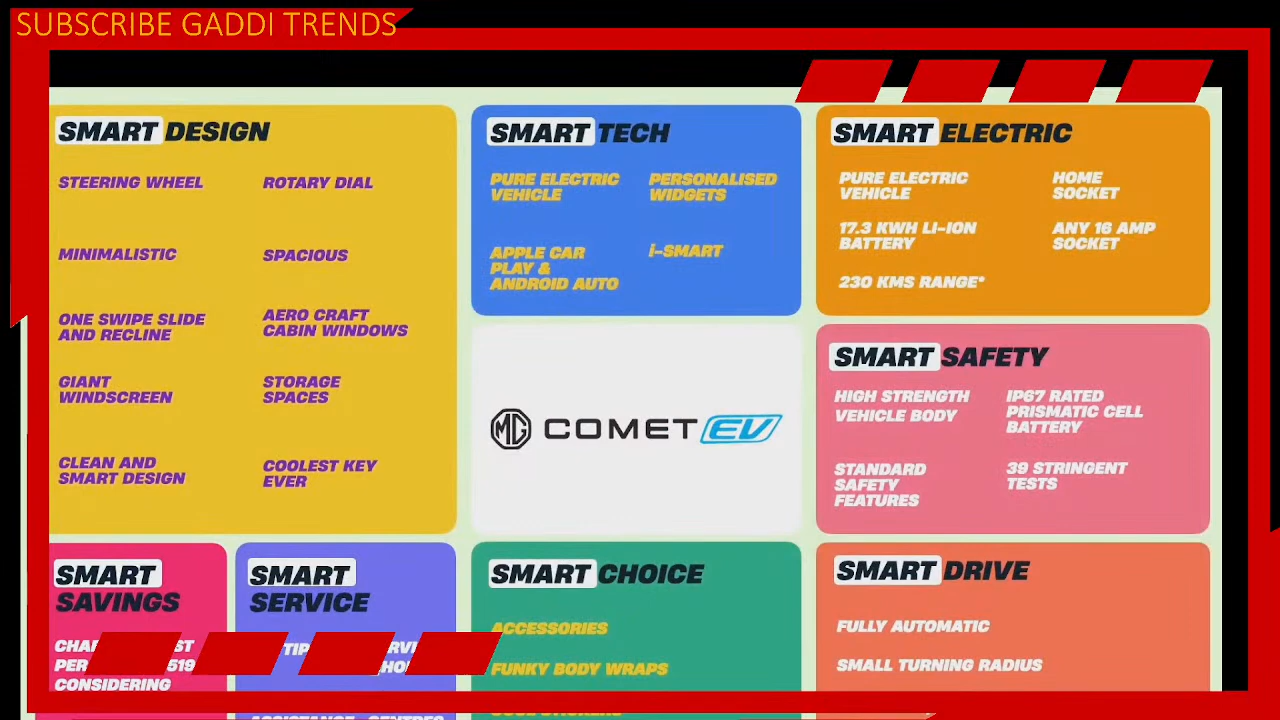 SUBSCRIBE GADDI TRENDS
SMART DESIGN
STEERING WHEEL
ROTARY DIAL
MINIMALISTIC
SPACIOUS
ONE SWIPE SLIDE
AND RECLINE
AERO CRAFT
CABIN WINDOWS
GIANT
WINDSCREEN
STORAGE
SPACES
CLEAN AND
SMART DESIGN
COOLEST KEY
EVER
SMART TECH
PURE ELECTRIC
VEHICLE
PERSONALISED
WIDGETS
APPLE CAR
PLAY &
ANDROID AUTO
i-SMART
SMART ELECTRIC
PURE ELECTRIC
VEHICLE
HOME
SOCKET
17.3 KWH LI-ION
BATTERY
ANY 16 AMP
SOCKET
230 KMS RANGE*
MG COMET EV
SMART SAFETY
HIGH STRENGTH
VEHICLE BODY
IP67 RATED
PRISMATIC CELL
BATTERY
STANDARD
SAFETY
FEATURES
39 STRINGENT
TESTS
SMART
SAVINGS
PER 519
CONSIDERING
SMART
SERVICE
SMART CHOICE
ACCESSORIES
FUNKY BODY WRAPS
SMART DRIVE
FULLY AUTOMATIC
SMALL TURNING RADIUS